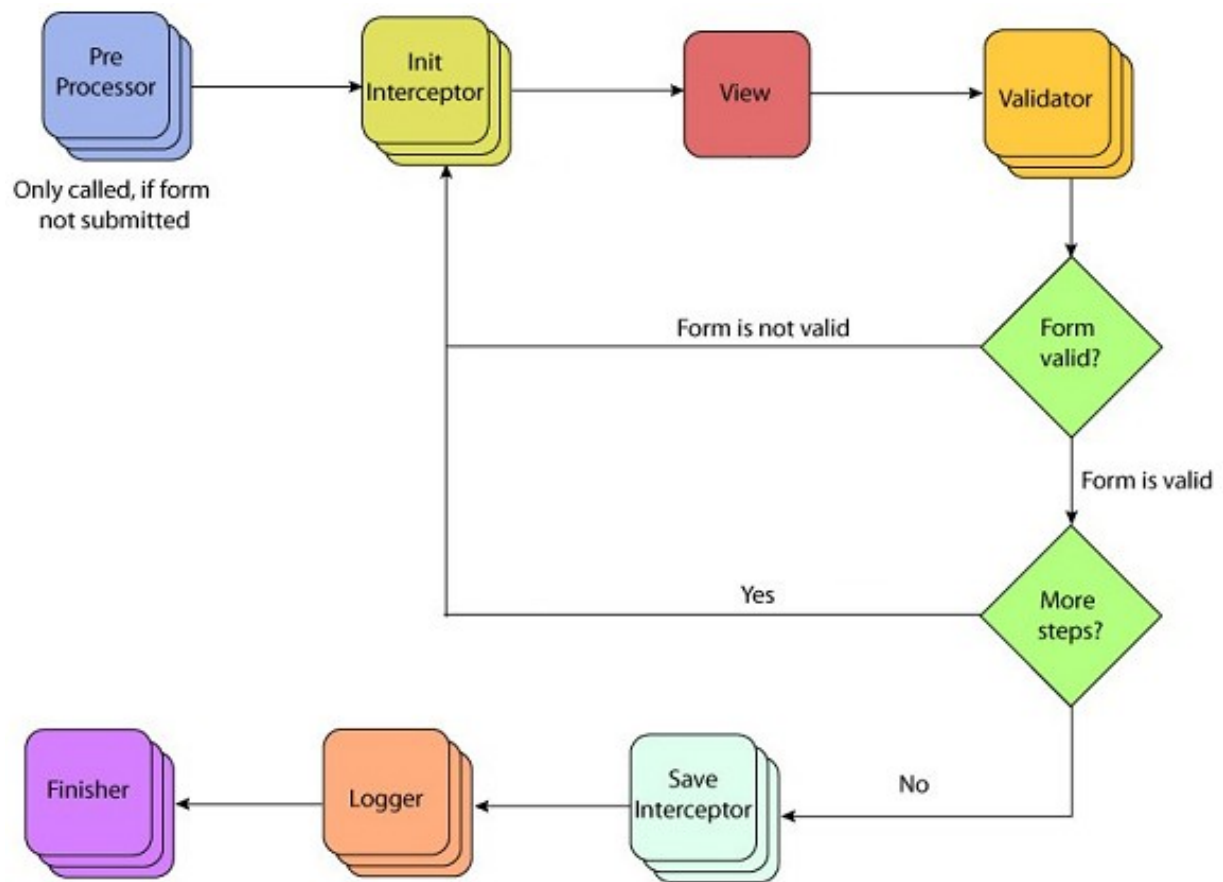 Pre
Processor
Init
Interceptor
View
Validator
Only called, if form
not submitted
Form is not valid
Form
valid?
Form is valid
Yes
More
steps?
Finisher
Logger
Save
Interceptor
No